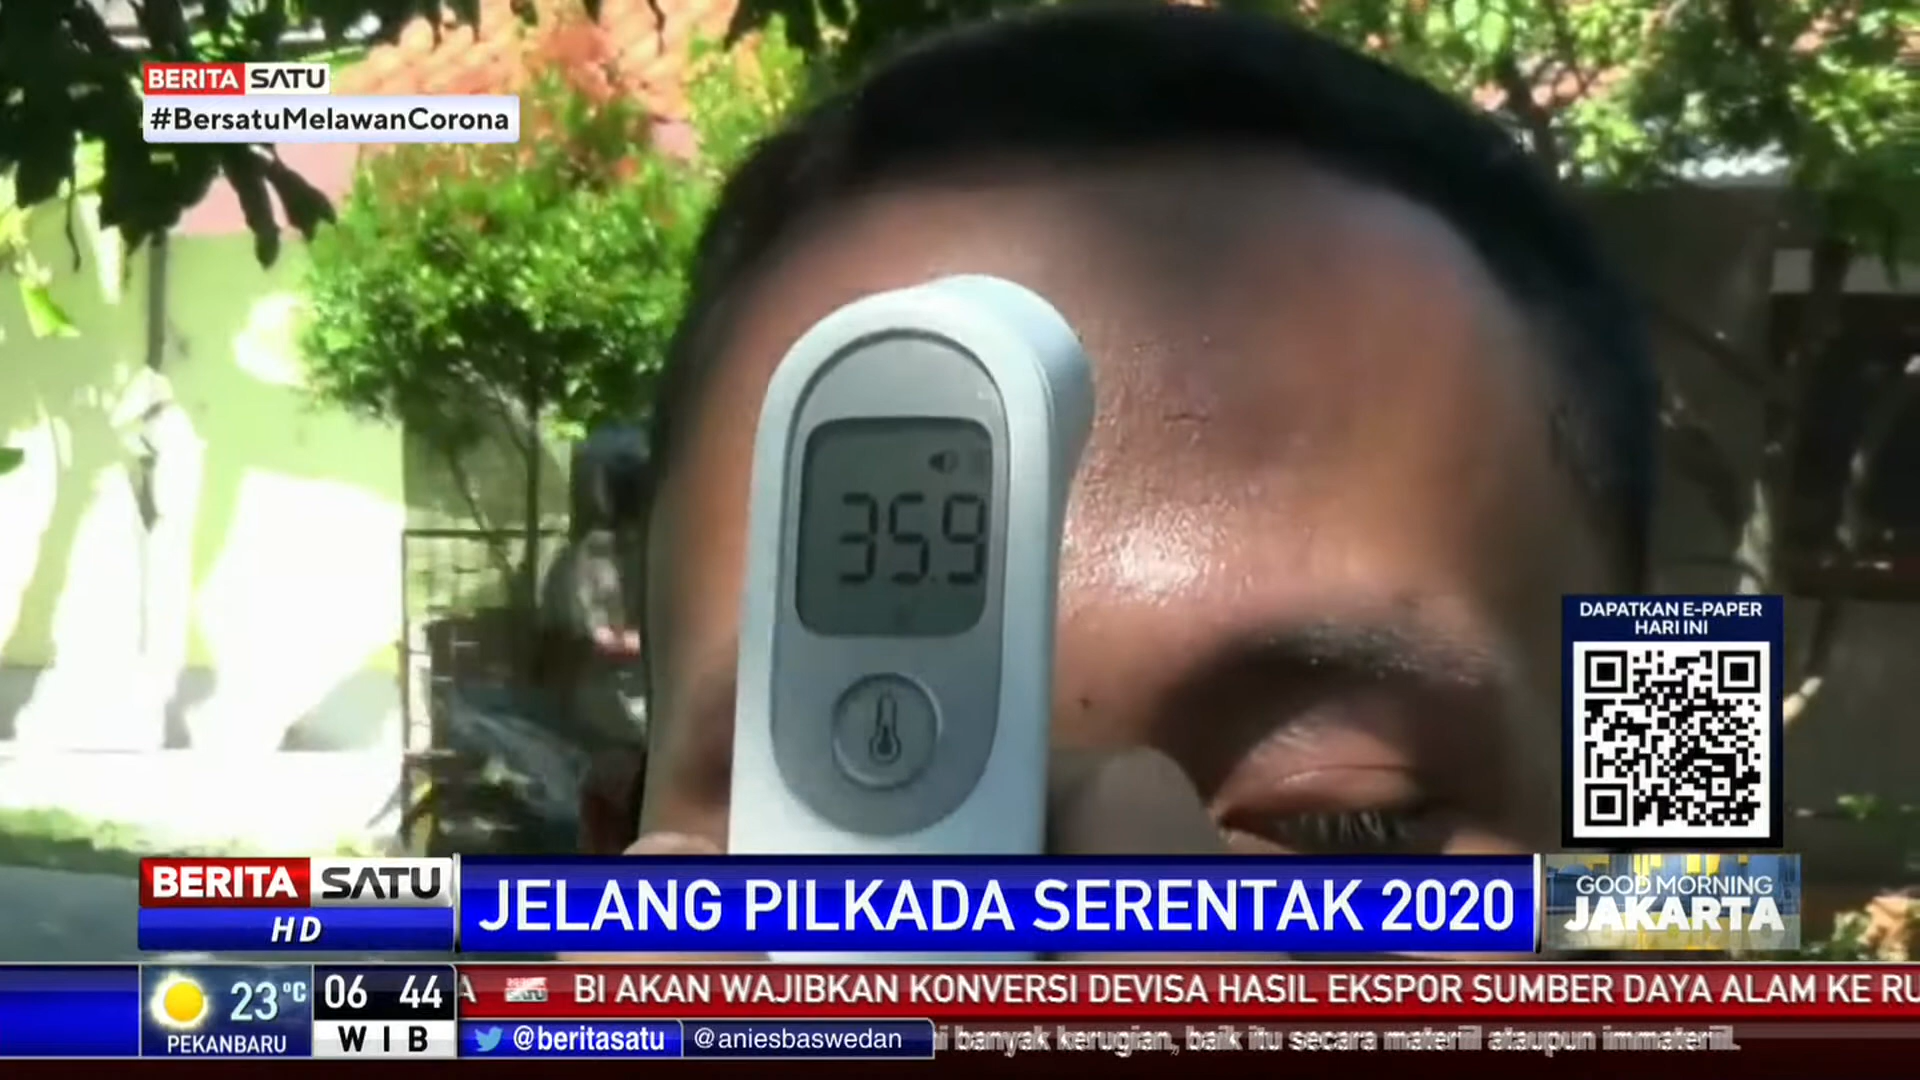 BERITA SATU
#BersatuMelawanCorona
35.9
DAPATKAN E-PAPER
HARI INI
BERITA SATU
HD
JELANG PILKADA SERENTAK 2020
GOOD MORNING
JAKARTA
23°C
PEKANBARU
06 44
WIB
A BERITA SATU BI AKAN WAJIBKAN KONVERSI DEVISA HASIL EKSPOR SUMBER DAYA ALAM KE RU
@beritasatu
@aniesbaswedan
i banyak kerugian, baik itu secara materiil ataupun immateriil.